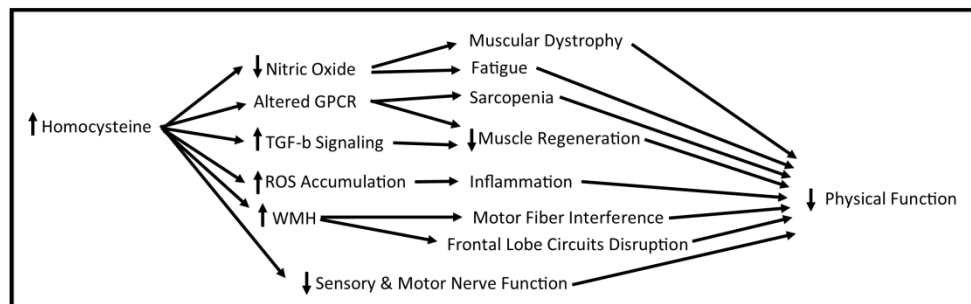 Muscular Dystrophy
↓ Nitric Oxide
Fatigue
Altered GPCR
Sarcopenia
↑ Homocysteine
↑ TGF-b Signaling
↓ Muscle Regeneration
↑ ROS Accumulation
Inflammation
↓ Physical Function
↑ WMH
Motor Fiber Interference
Frontal Lobe Circuits Disruption
↓ Sensory & Motor Nerve Function